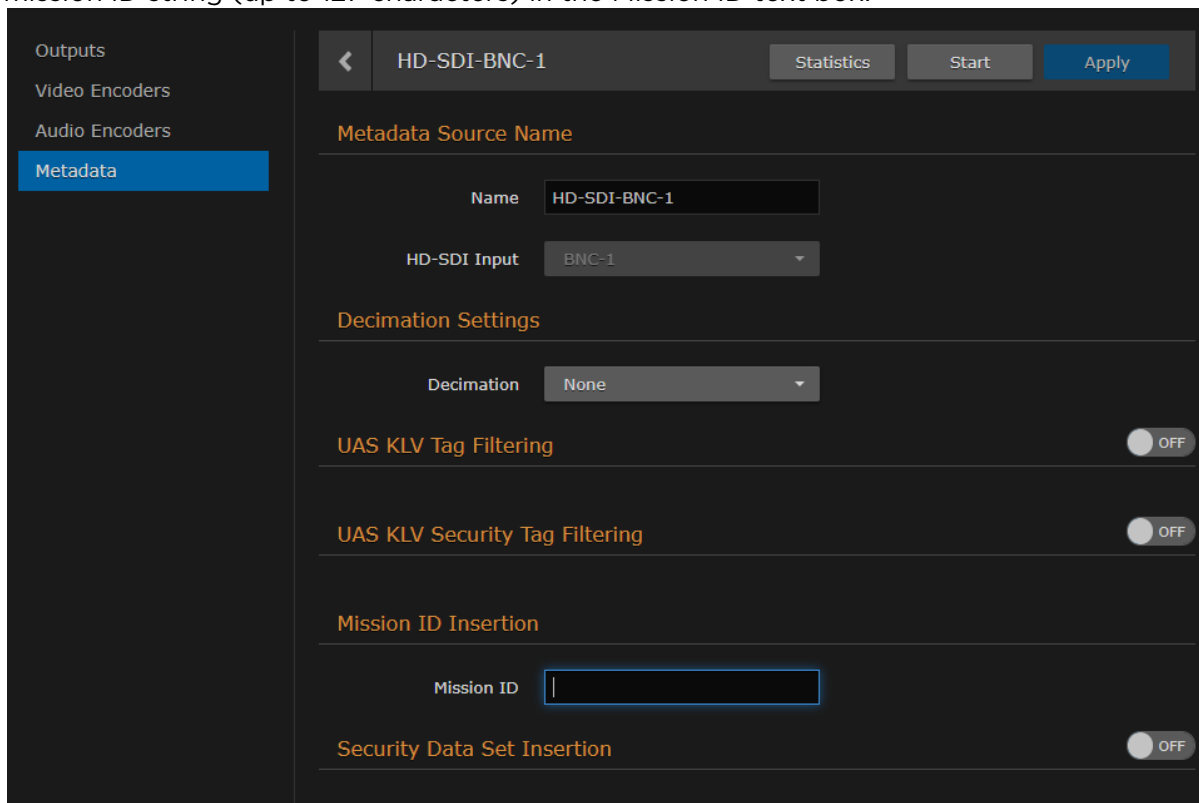 mission ID string (up to 127 characters) in the Mission ID text box.
Outputs
Video Encoders
Audio Encoders
Metadata
HD-SDI-BNC-1
Statistics
Start
Apply
Metadata Source Name
Name
HD-SDI-BNC-1
HD-SDI Input
BNC-1
Decimation Settings
Decimation
None
UAS KLV Tag Filtering
OFF
UAS KLV Security Tag Filtering
OFF
Mission ID Insertion
Mission ID
Security Data Set Insertion
OFF